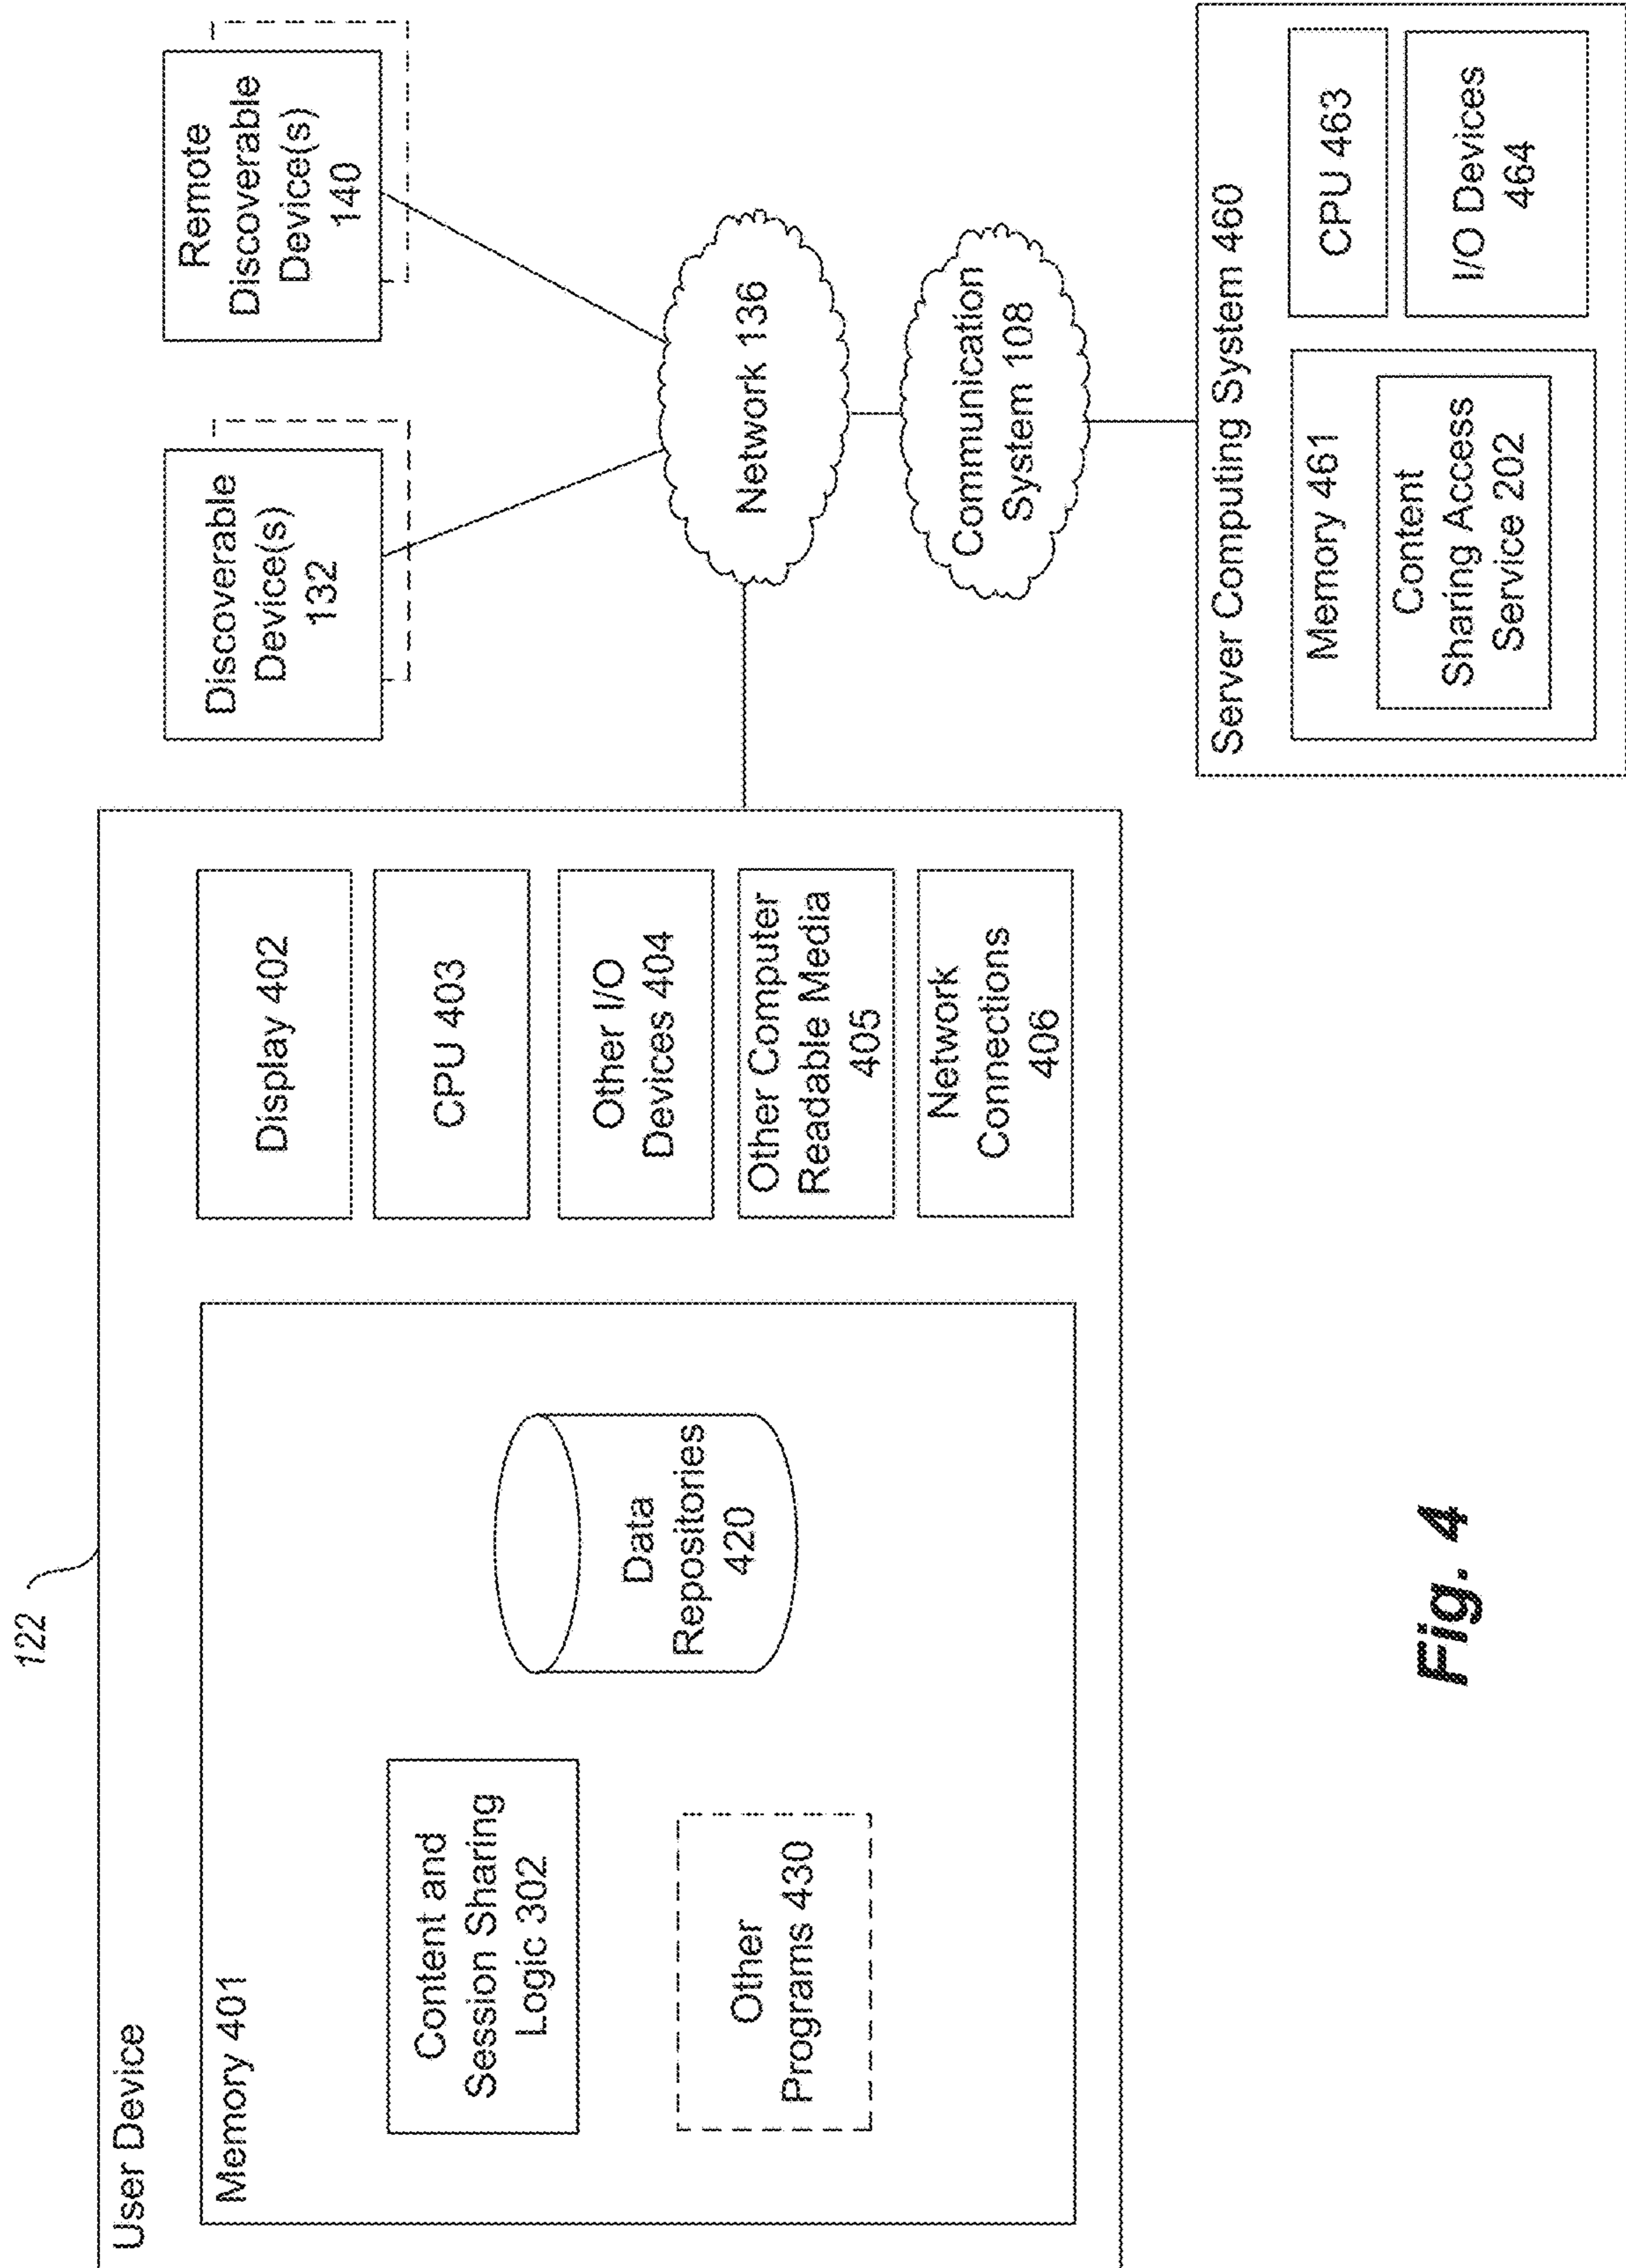 122
User Device
Memory 401
Content and
Session Sharing
Logic 302
Other
Programs 430
Data
Repositories
420
Display 402
CPU 403
Other I/O
Devices 404
Other Computer
Readable Media
405
Network
Connections
406
Discoverable
Device(s)
132
Remote
Discoverable
Device(s)
140
Network 136
Communication
System 108
Server Computing System 460
Memory 461
Content
Sharing Access
Service 202
CPU 463
I/O Devices
464
Fig. 4